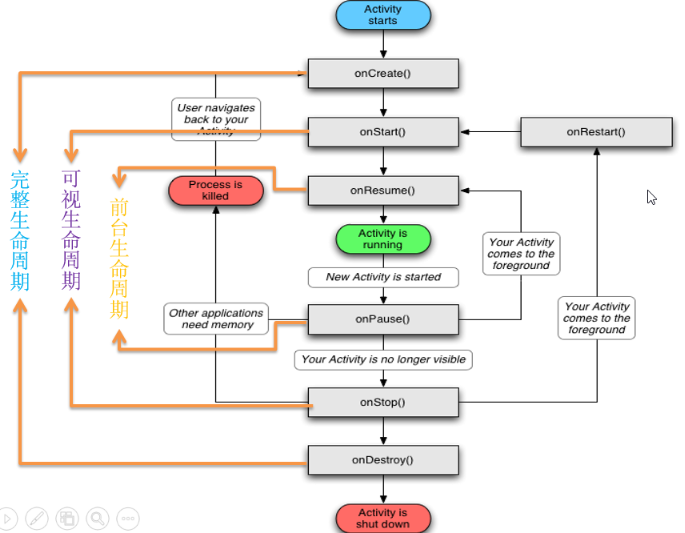 Activity
starts
onCreate()
User navigates
back to your
Activity
onStart()
onRestart()
Process is
killed
onResume()
Activity is
running
Your Activity
comes to the
foreground
New Activity is started
Other applications
need memory
onPause()
Your Activity
comes to the
foreground
Your Activity is no longer visible
onStop()
onDestroy()
Activity is
shut down
完整生命周期
可视生命周期
前台生命周期